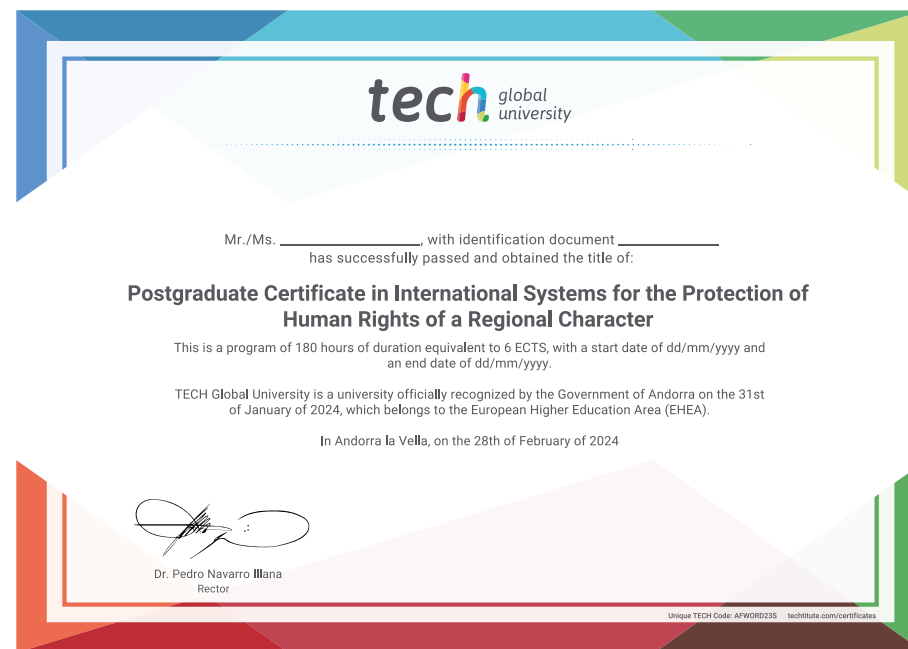 tech global university
Mr./Ms. ____________________, with identification document ______________
has successfully passed and obtained the title of:
Postgraduate Certificate in International Systems for the Protection of
Human Rights of a Regional Character
This is a program of 180 hours of duration equivalent to 6 ECTS, with a start date of dd/mm/yyyy and
an end date of dd/mm/yyyy.
TECH Global University is a university officially recognized by the Government of Andorra on the 31st
of January of 2024, which belongs to the European Higher Education Area (EHEA).
In Andorra la Vella, on the 28th of February of 2024
Dr. Pedro Navarro Illana
Rector
Unique TECH Code: AFWORD23S techtitute.com/certificates